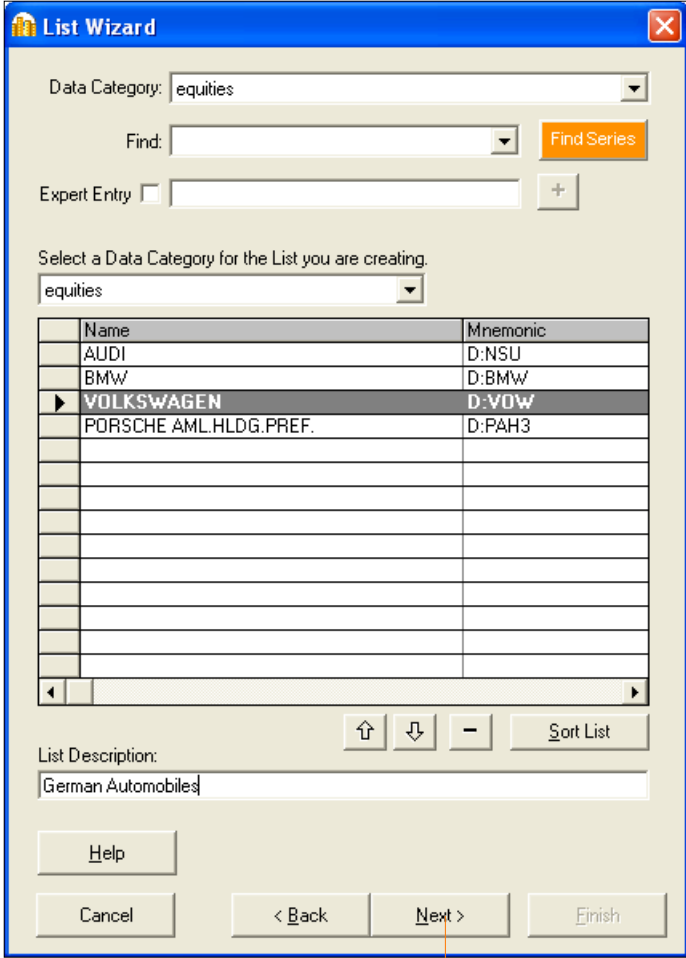 List Wizard
Data Category: equities
Find: Find Series
Expert Entry +
Select a Data Category for the List you are creating.
equities
Name Mnemonic
AUDI D:NSU
BMW D:BMW
VOLKSWAGEN D:VOW
PORSCHE AML.HLDG.PREF. D:PAH3
Sort List
List Description:
German Automobiles
Help
Cancel < Back Next > Finish